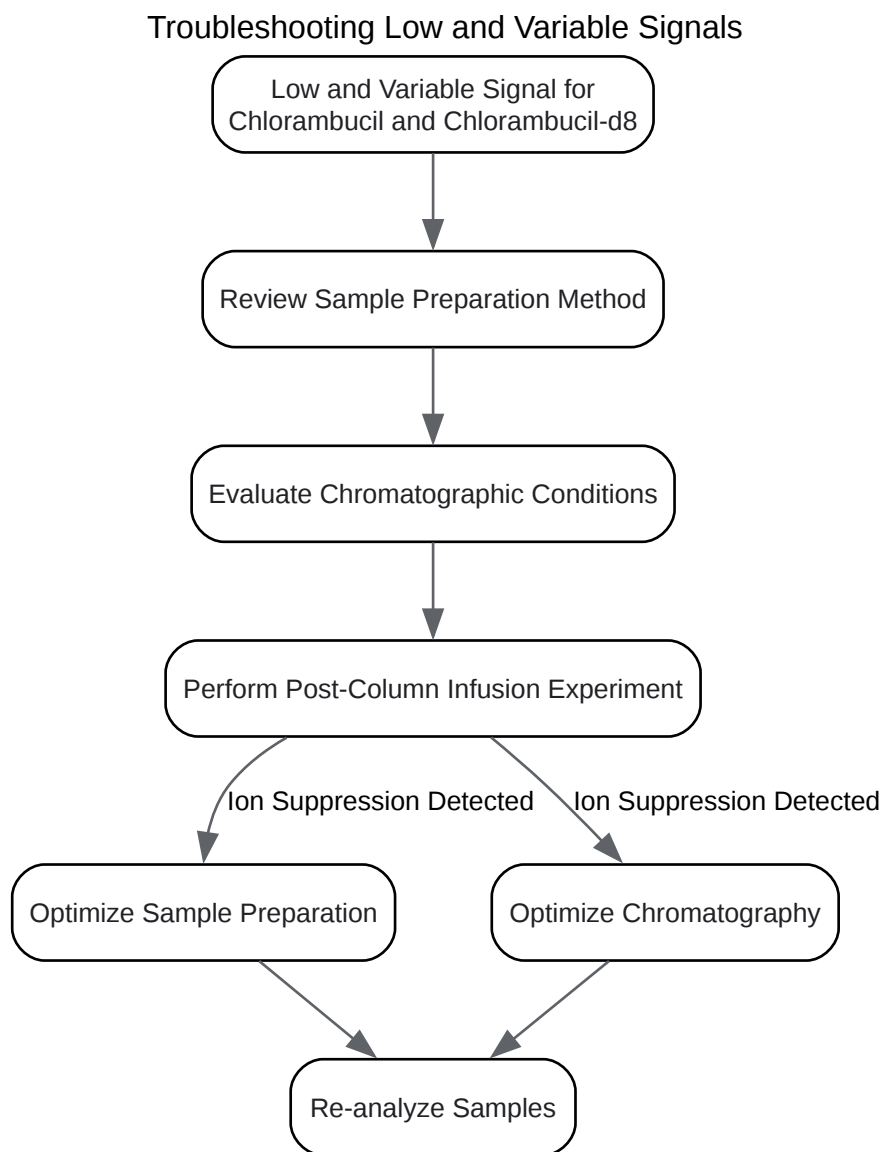 Troubleshooting Low and Variable Signals
Low and Variable Signal for
Chlorambucil and Chlorambucil-d8
Review Sample Preparation Method
Evaluate Chromatographic Conditions
Perform Post-Column Infusion Experiment
Ion Suppression Detected
Ion Suppression Detected
Optimize Sample Preparation
Optimize Chromatography
Re-analyze Samples